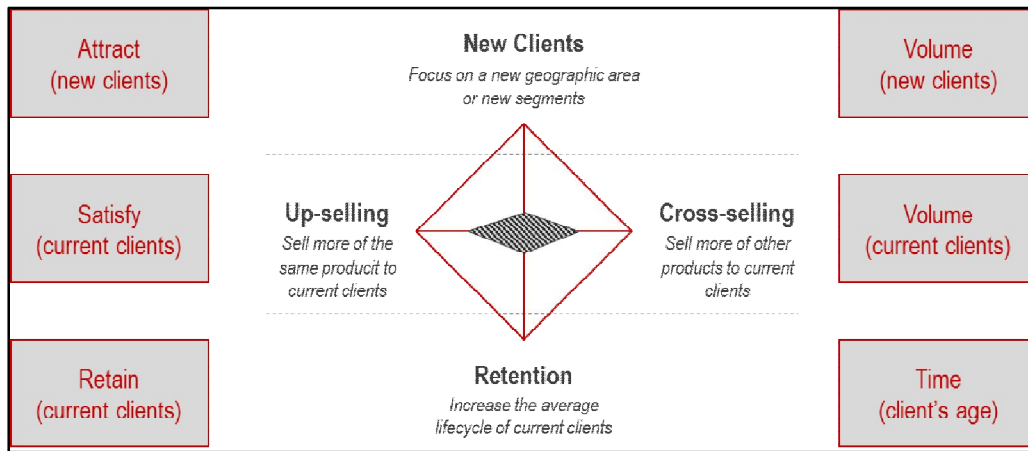 Attract
(new clients)
New Clients
Focus on a new geographic area
or new segments
Volume
(new clients)
Satisfy
(current clients)
Up-selling
Sell more of the
same producit to
current clients
Cross-selling
Sell more of other
products to current
clients
Volume
(current clients)
Retain
(current clients)
Retention
Increase the average
lifecycle of current clients
Time
(client's age)